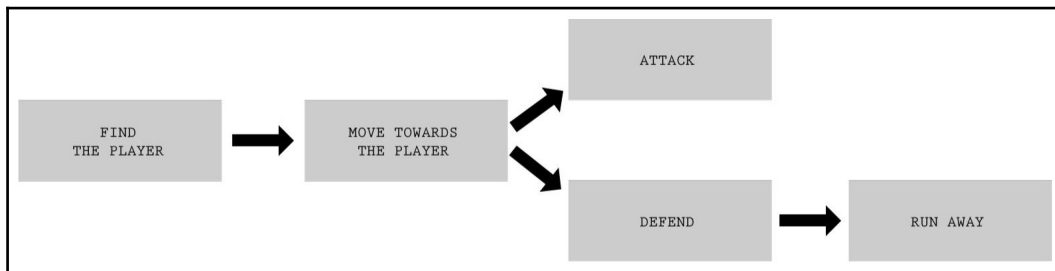 FIND
THE PLAYER
MOVE TOWARDS
THE PLAYER
ATTACK
DEFEND
RUN AWAY